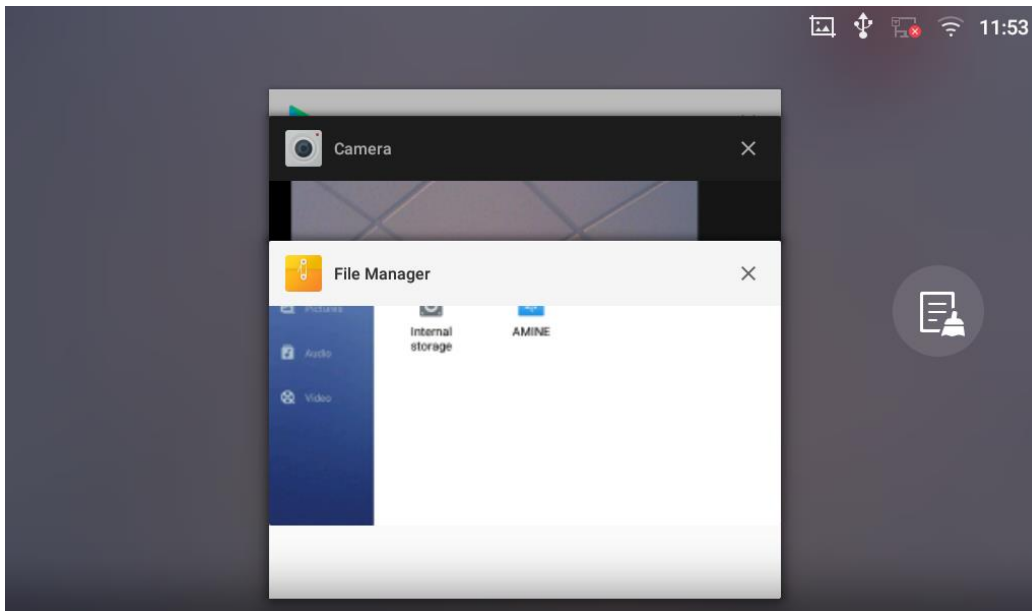 11:53
Camera
File Manager
Pictures
Internal
storage
AMINE
Audio
Video